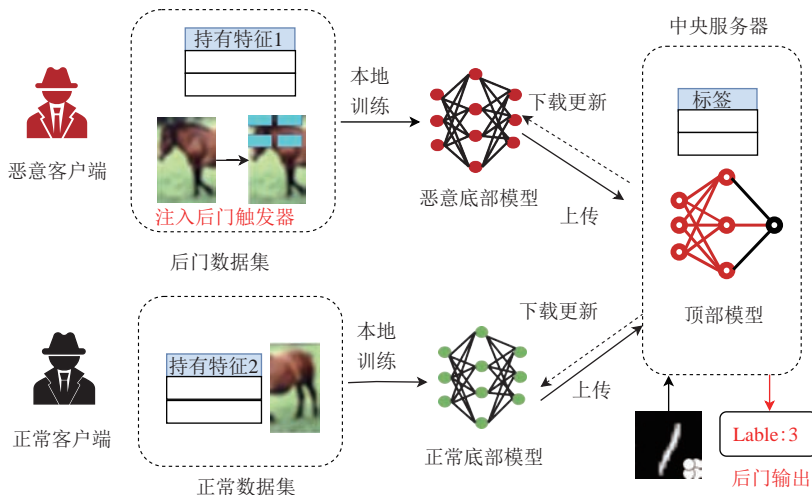 中央服务器
持有特征1
本地
训练
下载更新
标签
恶意客户端
注入后门触发器
恶意底部模型
上传
后门数据集
顶部模型
本地
训练
下载更新
持有特征2
上传
正常客户端
正常底部模型
正常数据集
Lable:3
后门输出